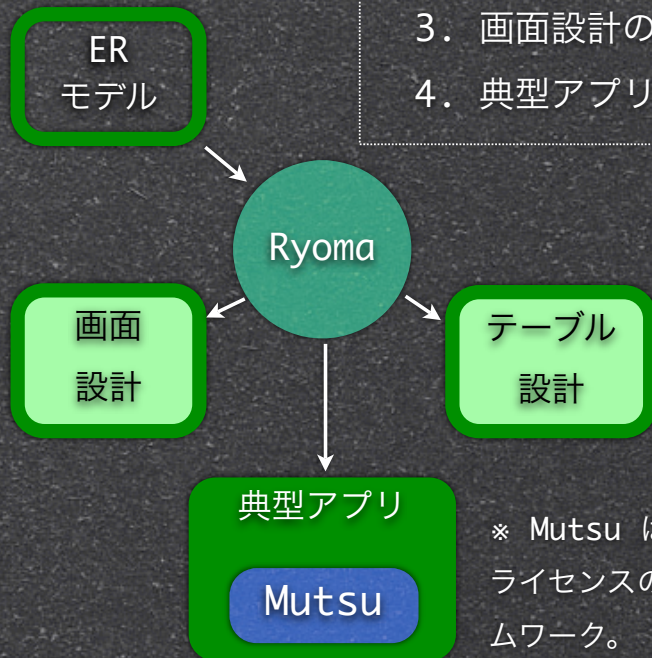 3. 画面設計の
4. 典型アプリ
ER
モデル
Ryoma
画面
設計
テーブル
設計
典型アプリ
Mutsu
※ Mutsu は
ライセンスの
ムワーク。